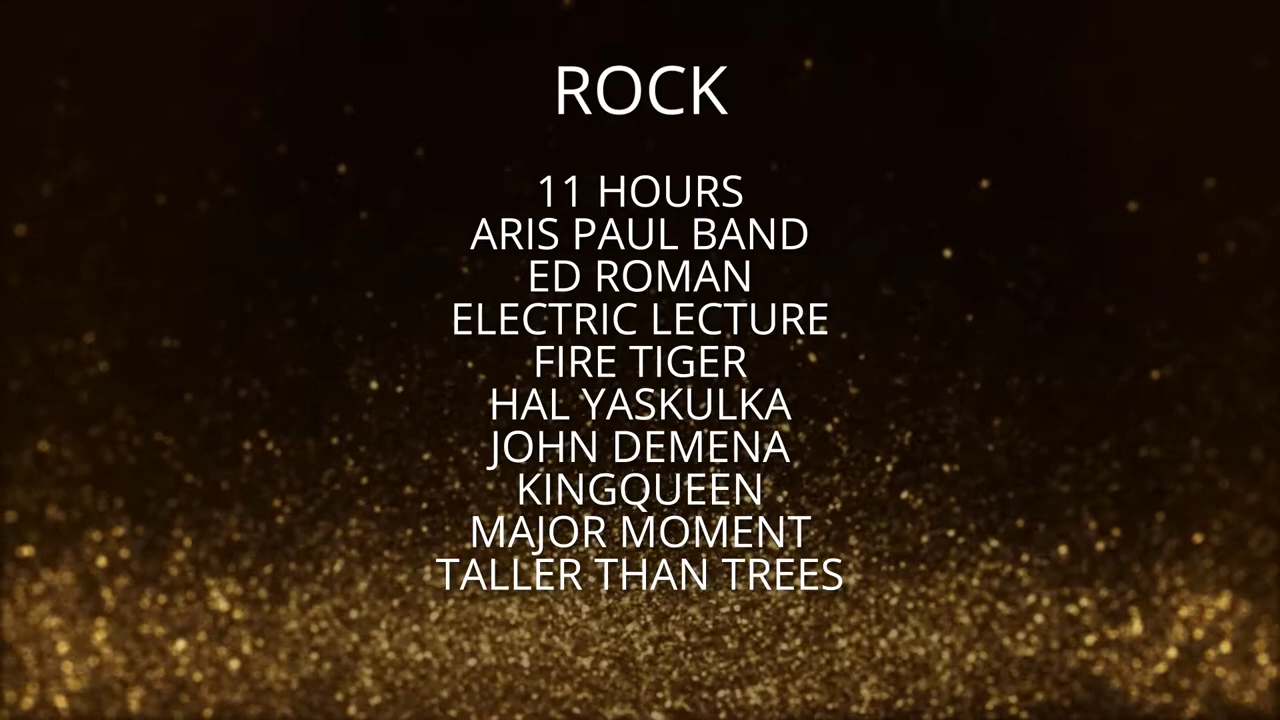 ROCK
11 HOURS
ARIS PAUL BAND
ED ROMAN
ELECTRIC LECTURE
FIRE TIGER
HAL YASKULKA
JOHN DEMENA
KINGQUEEN
MAJOR MOMENT
TALLER THAN TREES